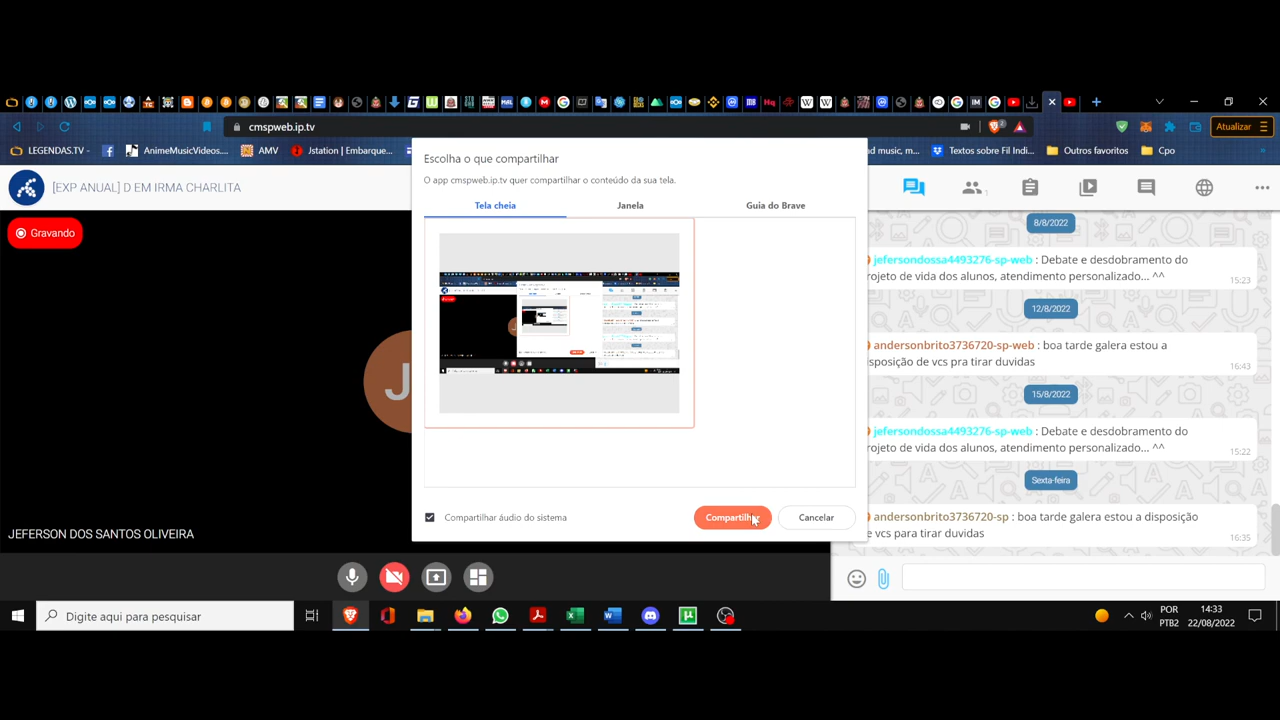 cmspweb.ip.tv
Atualizar
LEGENDAS.TV -
AnimeMusicVideos....
AMV
Jstation | Embarque...
nd music, m...
Textos sobre Fil Indi...
Outros favoritos
Cpo
[EXP ANUAL] D EM IRMA CHARLITA
Gravando
J
JEFERSON DOS SANTOS OLIVEIRA
Escolha o que compartilhar
O app cmspweb.ip.tv quer compartilhar o conteúdo da sua tela.
Tela cheia
Janela
Guia do Brave
Compartilhar áudio do sistema
Compartilhar
Cancelar
1
8/8/2022
jefersondossa4493276-sp-web : Debate e desdobramento do
rojeto de vida dos alunos, atendimento personalizado... ^^
15:23
12/8/2022
andersonbrito3736720-sp-web : boa tarde galera estou a
isposição de vcs pra tirar duvidas
16:43
15/8/2022
jefersondossa4493276-sp-web : Debate e desdobramento do
rojeto de vida dos alunos, atendimento personalizado... ^^
15:22
Sexta-feira
andersonbrito3736720-sp : boa tarde galera estou a disposição
e vcs para tirar duvidas
16:35
Digite aqui para pesquisar
POR
PTB2
14:33
22/08/2022